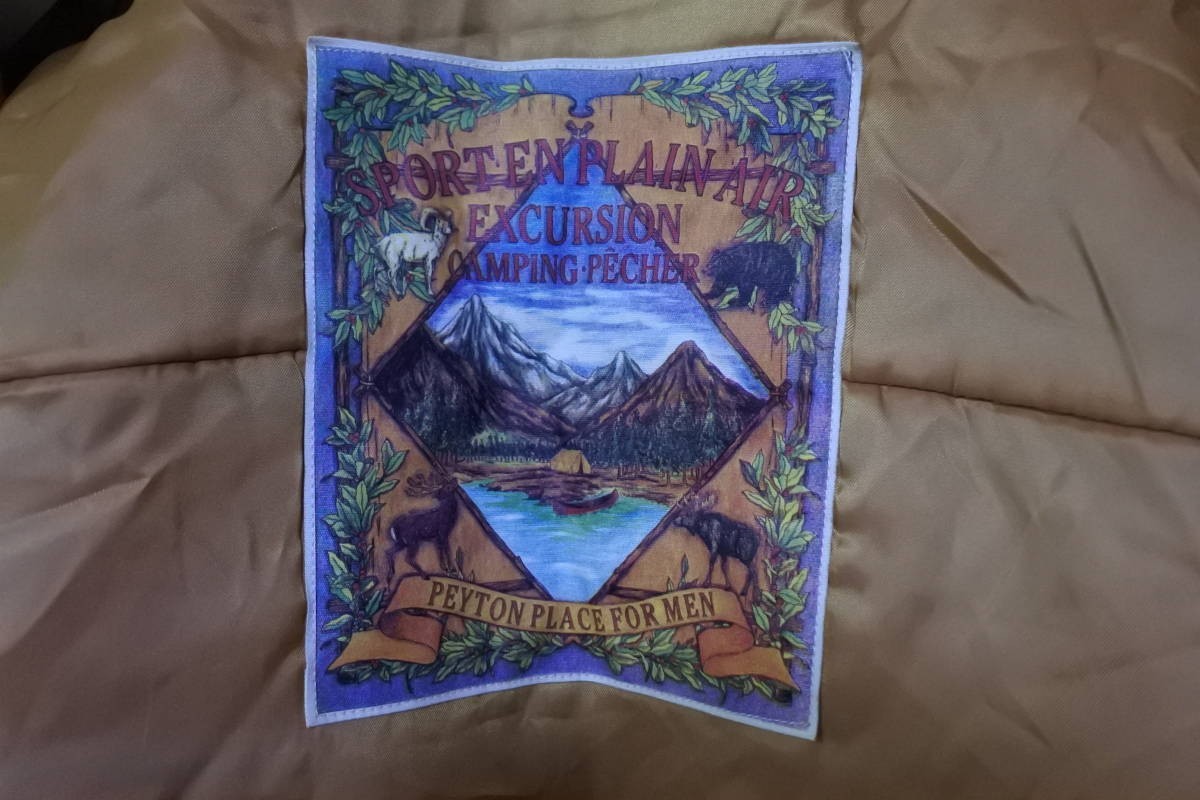 SPORT EN PLAIN AIR
EXCURSION
CAMPING·PÊCHER
PEYTON PLACE FOR MEN